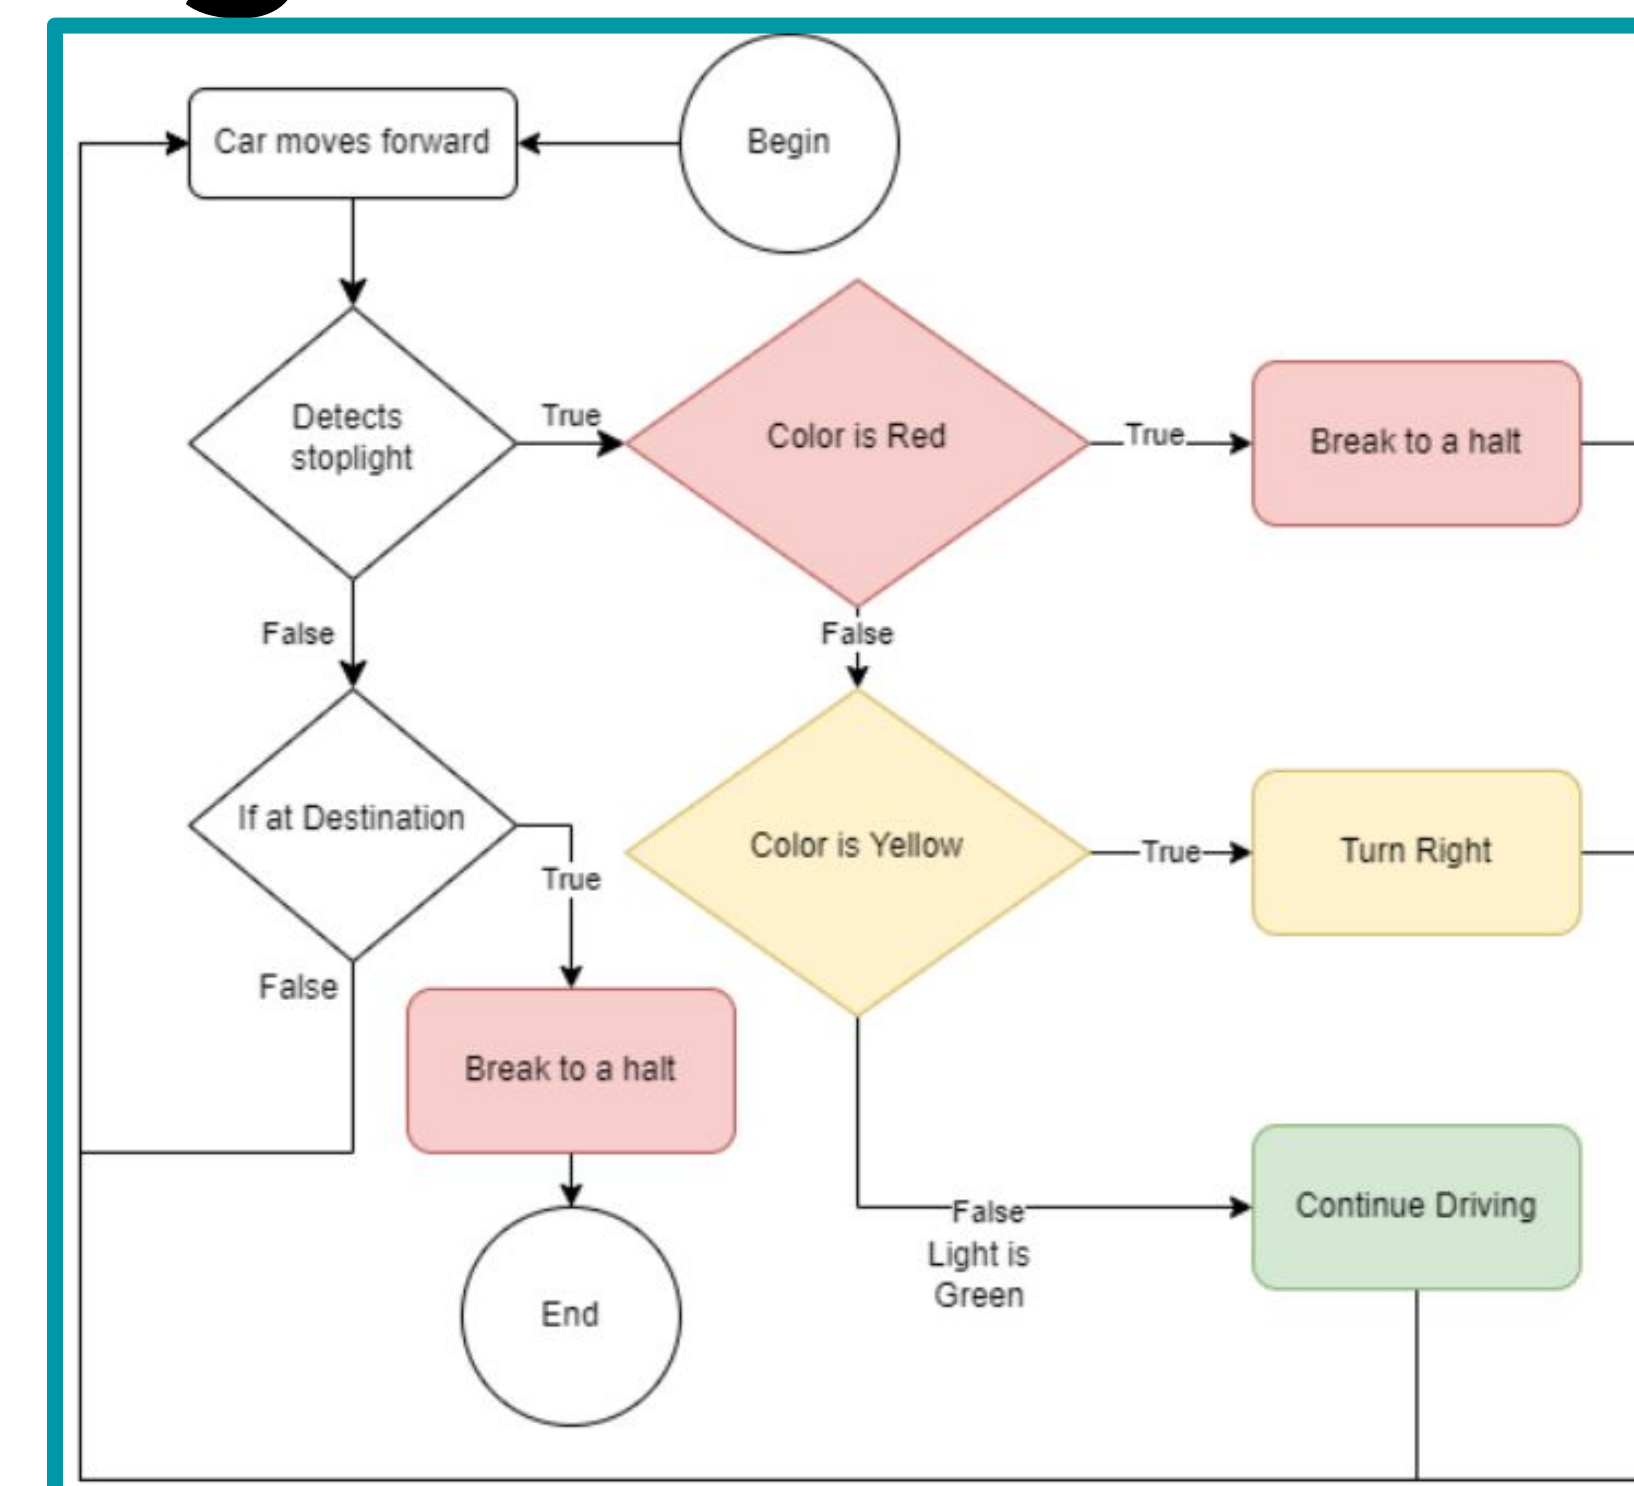 Car moves forward
Begin
Detects
stoplight
True
Color is Red
True
Break to a halt
False
False
If at Destination
True
Color is Yellow
True
Turn Right
False
Break to a halt
False
Light is
Green
Continue Driving
End